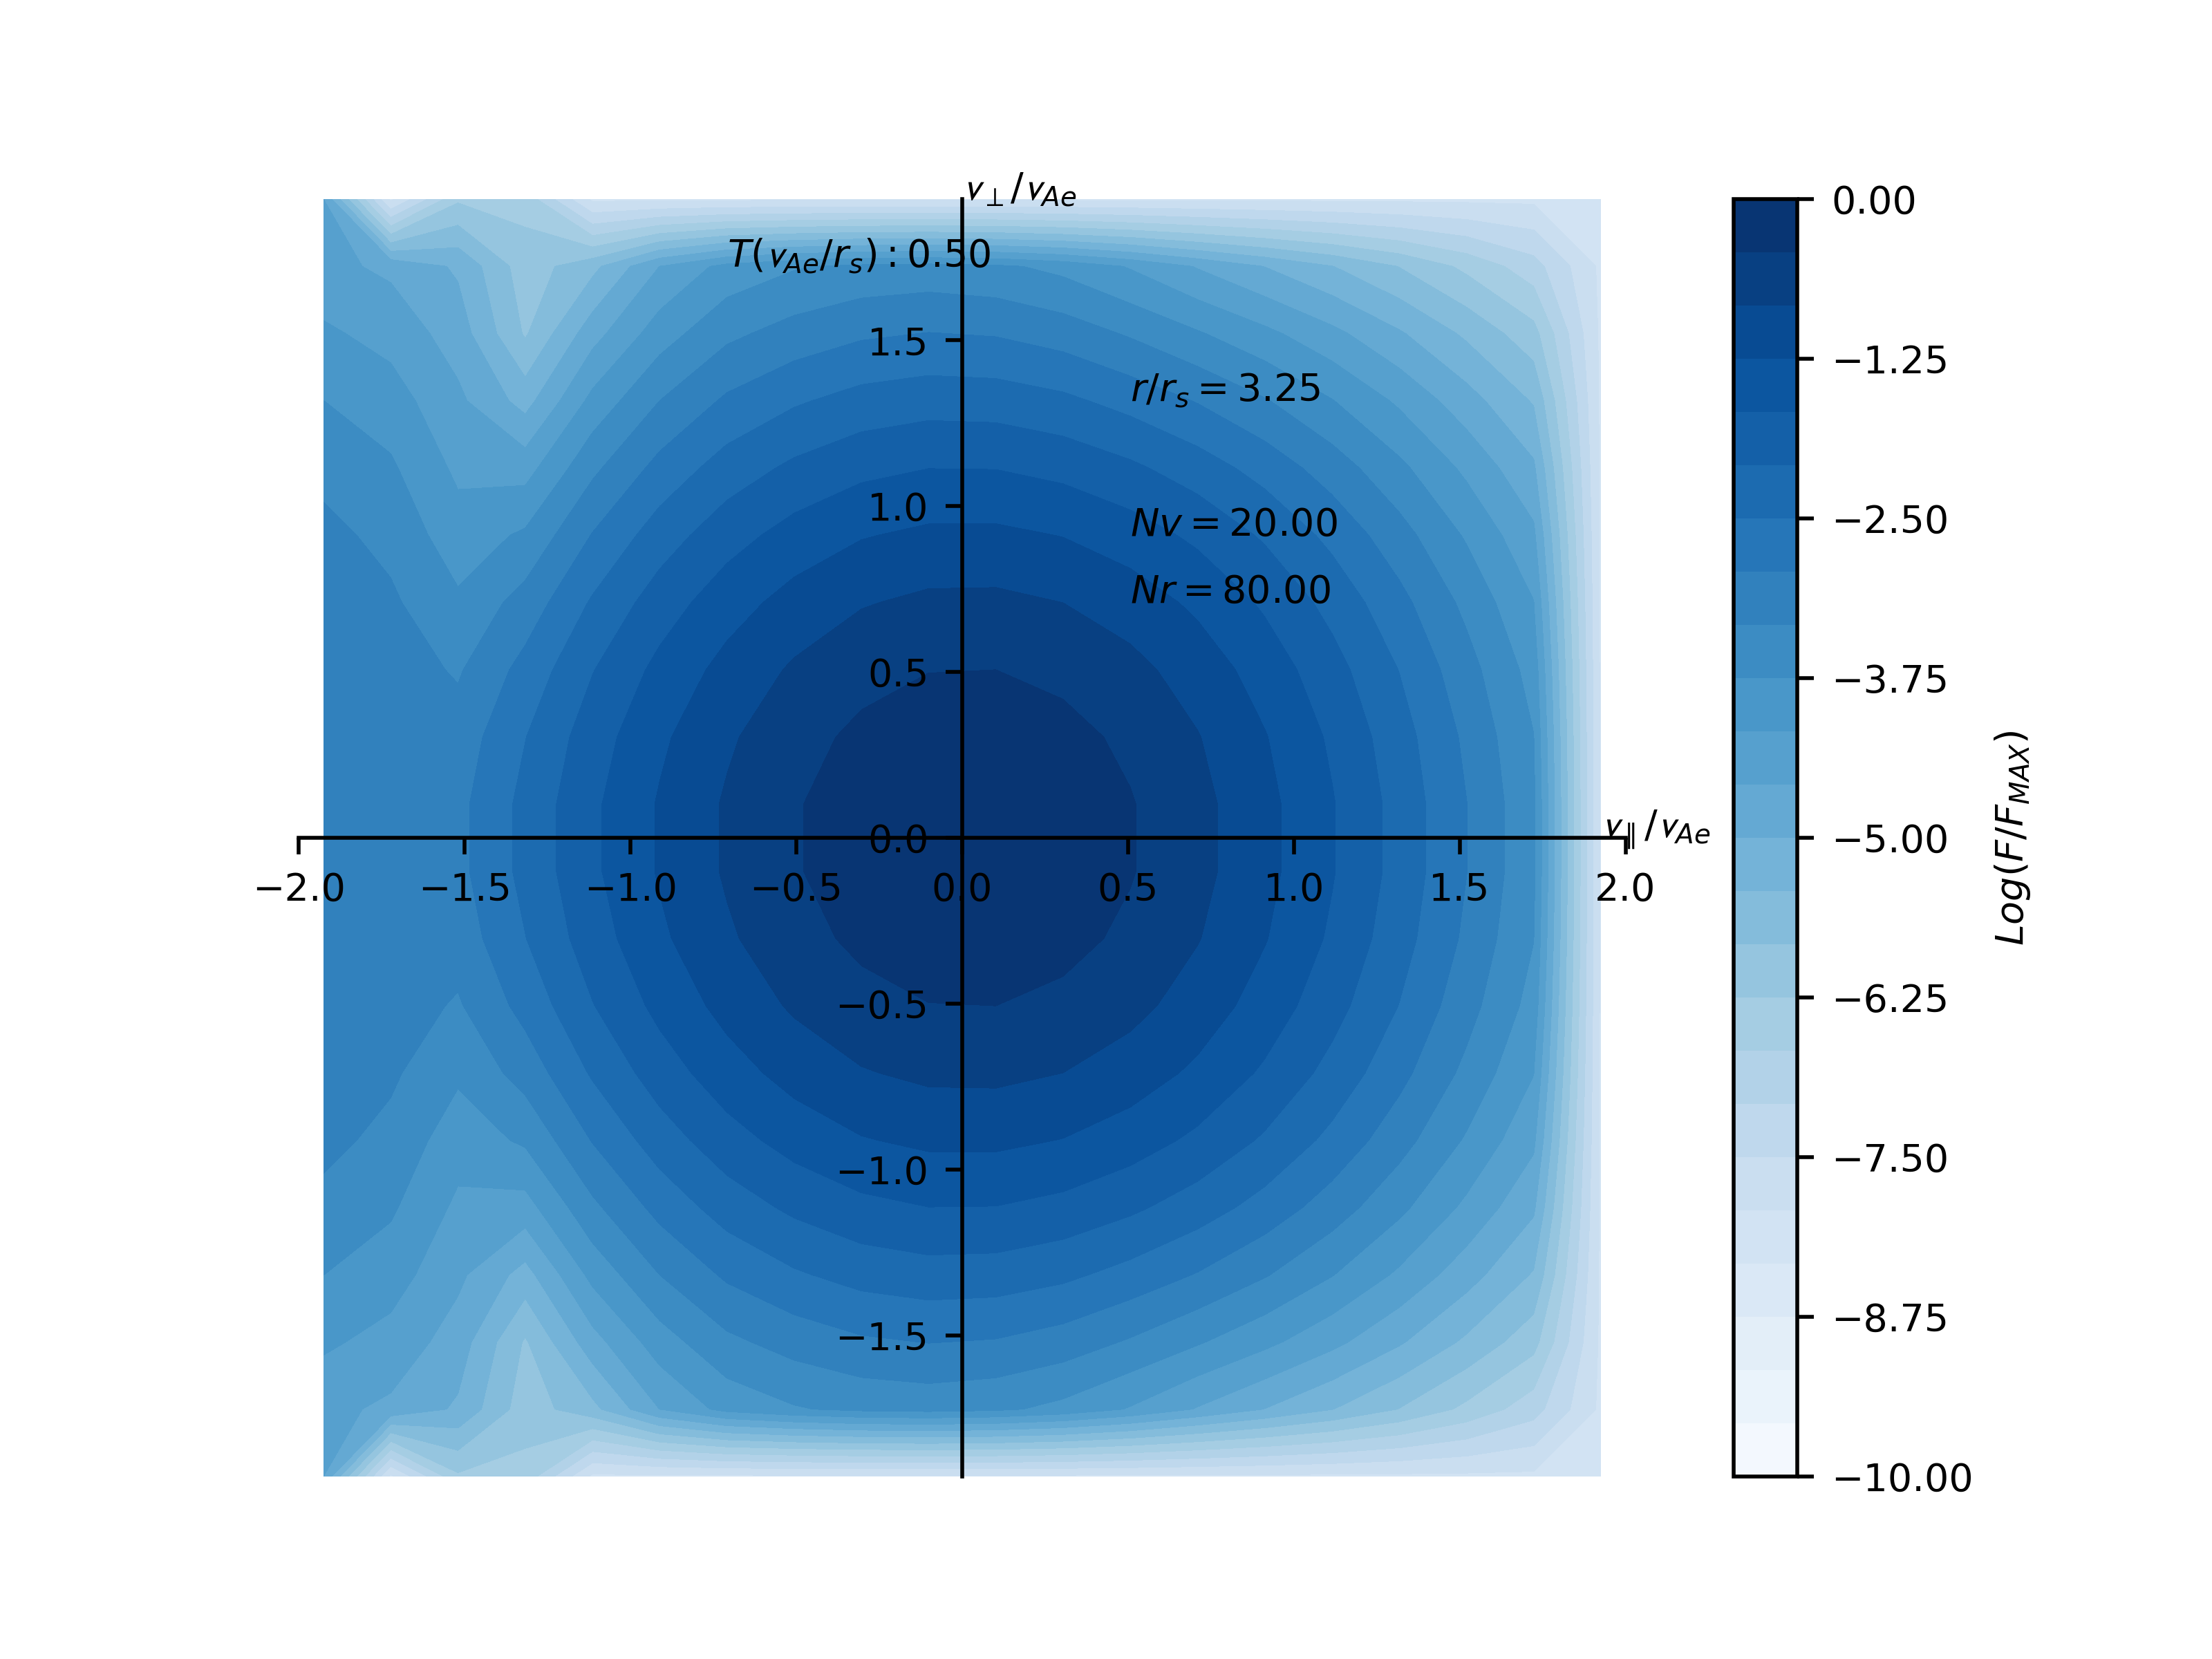 v⊥/vAe
T(vAe/rs) : 0.50
r/rs = 3.25
Nv = 20.00
Nr = 80.00
1.5
1.0
0.5
0.0
−0.5
−1.0
−1.5
−2.0 −1.5 −1.0 −0.5 0.0 0.5 1.0 1.5 2.0
v∥/vAe
0.00
−1.25
−2.50
−3.75
−5.00
−6.25
−7.50
−8.75
−10.00
Log(F/FMAX)